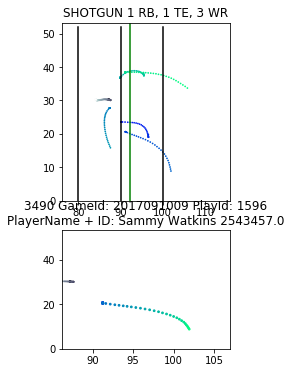 SHOTGUN 1 RB, 1 TE, 3 WR
50
40
30
20
10
0
80 90 100 110
3490 GameId: 2017091009 PlayId: 1596
PlayerName + ID: Sammy Watkins 2543457.0
40
20
0
90 95 100 105